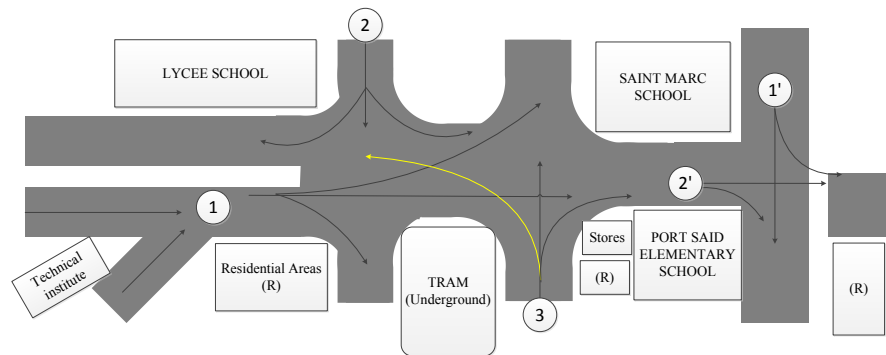 2
LYCEE SCHOOL
SAINT MARC
SCHOOL
1'
2'
1
Technical
institute
Residential Areas
(R)
TRAM
(Underground)
Stores
(R)
PORT SAID
ELEMENTARY
SCHOOL
(R)
3